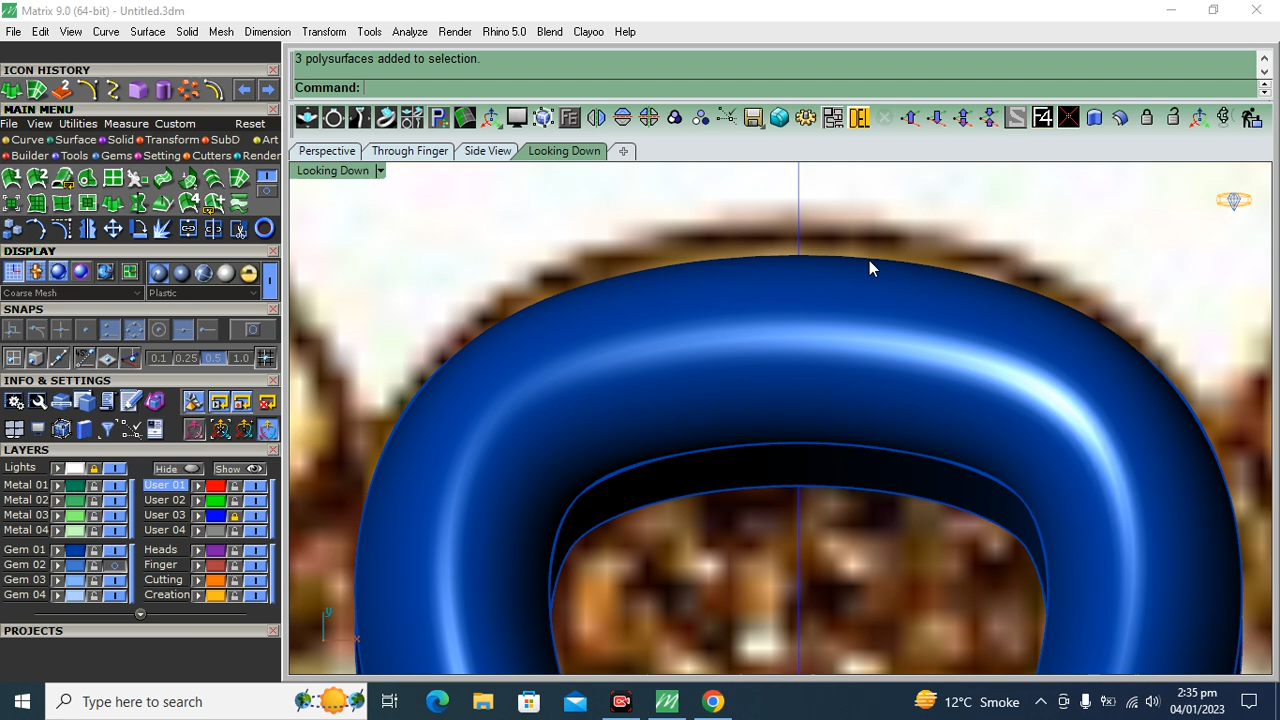 Matrix 9.0 (64-bit) - Untitled.3dm
File Edit View Curve Surface Solid Mesh Dimension Transform Tools Analyze Render Rhino 5.0 Blend Clayoo Help
3 polysurfaces added to selection.
Command:
ICON HISTORY
MAIN MENU
File View Utilities Measure Custom Reset
Curve Surface Solid Transform SubD Art
Builder Tools Gems Setting Cutters Render
Perspective Through Finger Side View Looking Down
Looking Down
DISPLAY
Coarse Mesh Plastic
SNAPS
0.1 0.25 0.5 1.0
INFO & SETTINGS
LAYERS
Lights Hide Show
Metal 01 User 01
Metal 02 User 02
Metal 03 User 03
Metal 04 User 04
Gem 01 Heads
Gem 02 Finger
Gem 03 Cutting
Gem 04 Creation
PROJECTS
y
x
DEL
F4
Type here to search
12°C Smoke
2:35 pm
04/01/2023